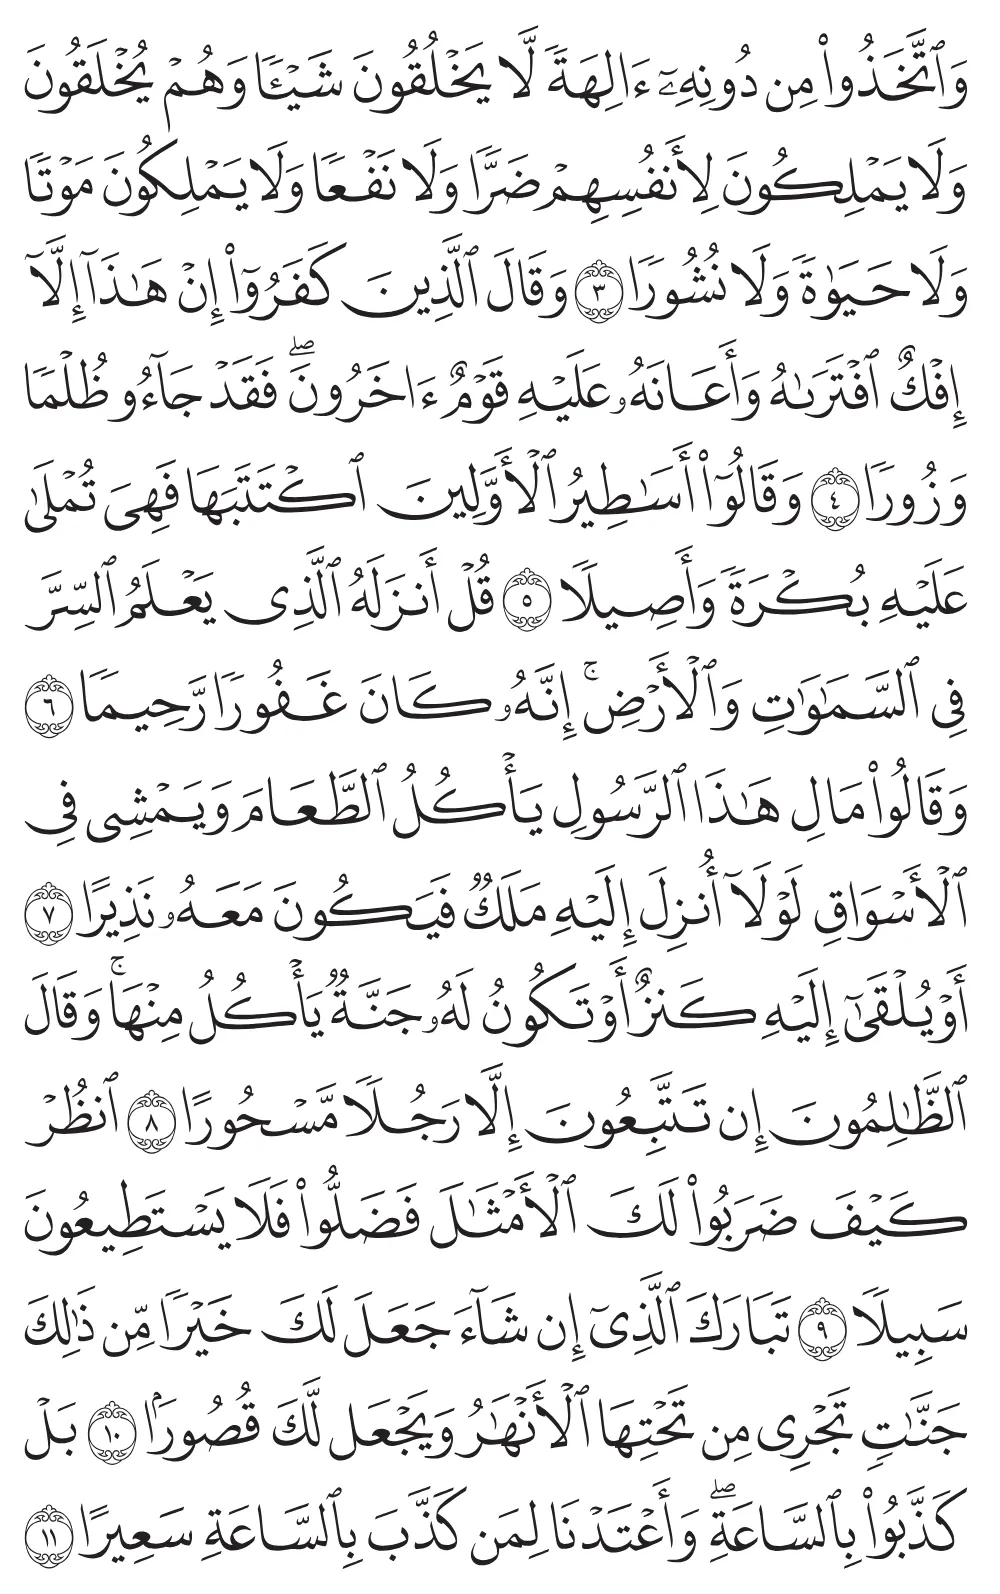 وَٱتَّخَذُوا۟ مِن دُونِهِۦٓ ءَالِهَةً لَّا يَخْلُقُونَ شَيْـًٔا وَهُمْ يُخْلَقُونَ
وَلَا يَمْلِكُونَ لِأَنفُسِهِمْ ضَرًّا وَلَا نَفْعًا وَلَا يَمْلِكُونَ مَوْتًا
وَلَا حَيَوٰةً وَلَا نُشُورًا ٣ وَقَالَ ٱلَّذِينَ كَفَرُوٓا۟ إِنْ هَـٰذَآ إِلَّآ
إِفْكٌ ٱفْتَرَىٰهُ وَأَعَانَهُۥ عَلَيْهِ قَوْمٌ ءَاخَرُونَ ۖ فَقَدْ جَآءُو ظُلْمًا
وَزُورًا ٤ وَقَالُوٓا۟ أَسَـٰطِيرُ ٱلْأَوَّلِينَ ٱكْتَتَبَهَا فَهِىَ تُمْلَىٰ
عَلَيْهِ بُكْرَةً وَأَصِيلًا ٥ قُلْ أَنزَلَهُ ٱلَّذِى يَعْلَمُ ٱلسِّرَّ
فِى ٱلسَّمَـٰوَٰتِ وَٱلْأَرْضِ ۚ إِنَّهُۥ كَانَ غَفُورًا رَّحِيمًا ٦
وَقَالُوا۟ مَالِ هَـٰذَا ٱلرَّسُولِ يَأْكُلُ ٱلطَّعَامَ وَيَمْشِى فِى
ٱلْأَسْوَاقِ لَوْلَآ أُنزِلَ إِلَيْهِ مَلَكٌ فَيَكُونَ مَعَهُۥ نَذِيرًا ٧
أَوْ يُلْقَىٰٓ إِلَيْهِ كَنزٌ أَوْ تَكُونُ لَهُۥ جَنَّةٌ يَأْكُلُ مِنْهَا ۚ وَقَالَ
ٱلظَّـٰلِمُونَ إِن تَتَّبِعُونَ إِلَّا رَجُلًا مَّسْحُورًا ٨ ٱنظُرْ
كَيْفَ ضَرَبُوا۟ لَكَ ٱلْأَمْثَـٰلَ فَضَلُّوا۟ فَلَا يَسْتَطِيعُونَ
سَبِيلًا ٩ تَبَارَكَ ٱلَّذِىٓ إِن شَآءَ جَعَلَ لَكَ خَيْرًا مِّن ذَٰلِكَ
جَنَّـٰتٍ تَجْرِى مِن تَحْتِهَا ٱلْأَنْهَـٰرُ وَيَجْعَل لَّكَ قُصُورًۢا ١٠ بَلْ
كَذَّبُوا۟ بِٱلسَّاعَةِ ۖ وَأَعْتَدْنَا لِمَن كَذَّبَ بِٱلسَّاعَةِ سَعِيرًا ١١